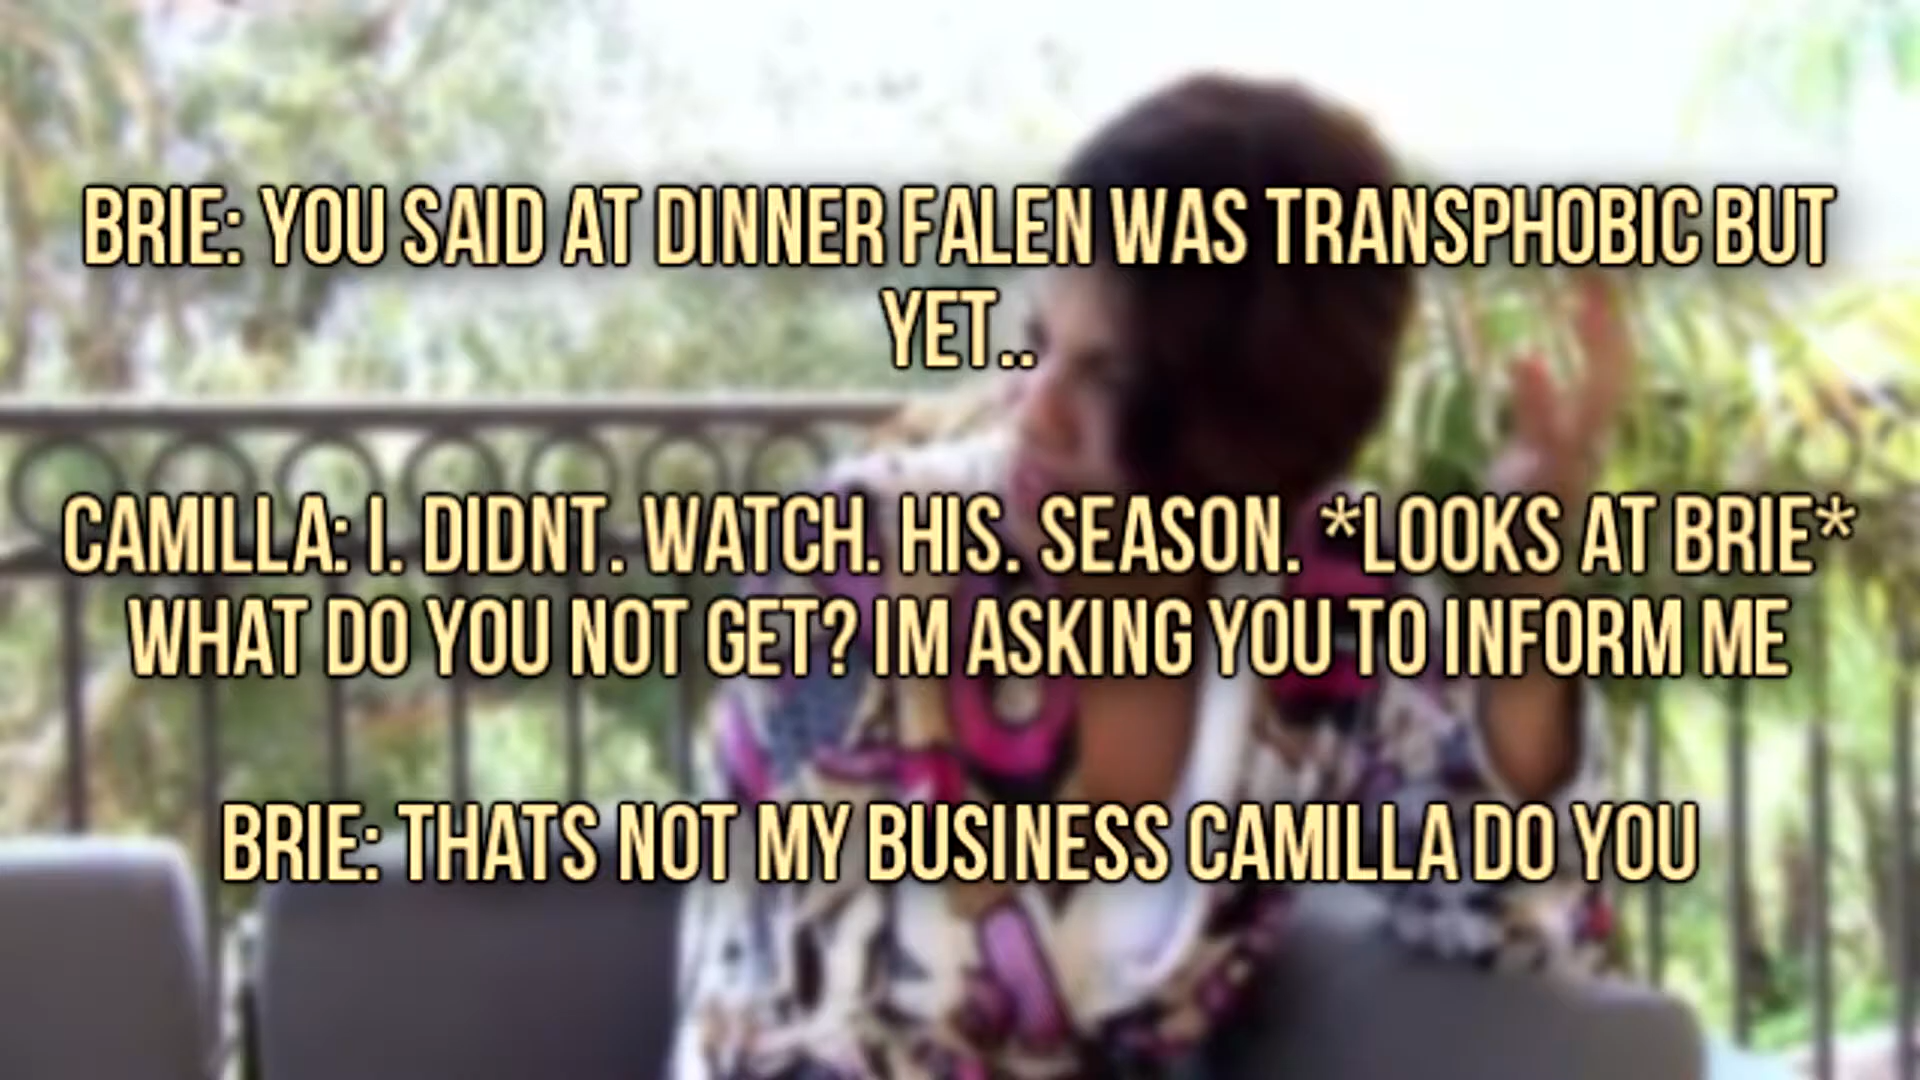 BRIE: YOU SAID AT DINNER FALEN WAS TRANSPHOBIC BUT
YET..
CAMILLA: I. DIDNT. WATCH. HIS. SEASON. *LOOKS AT BRIE*
WHAT DO YOU NOT GET? IM ASKING YOU TO INFORM ME
BRIE: THATS NOT MY BUSINESS CAMILLA DO YOU